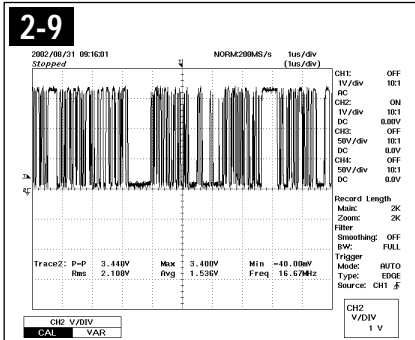 2-9
2002/08/31 09:16:01 NORM:200MS/s 1us/div
Stopped (1us/div)
CH1: OFF
1V/div 10:1
AC
CH2: ON
1V/div 10:1
DC 0.00V
CH3: OFF
50V/div 10:1
DC 0.0V
CH4: OFF
50V/div 10:1
DC 0.0V
Record Length
Main: 2K
Zoom: 2K
Filter
Smoothing: OFF
BW: FULL
Trigger
Mode: AUTO
Type: EDGE
Source: CH1
Trace2: P-P 3.440V Max 3.400V Min -40.00mV
Rms 2.108V Avg 1.536V Freq 16.67MHz
CH2 V/DIV
CAL VAR
CH2
V/DIV
1 V